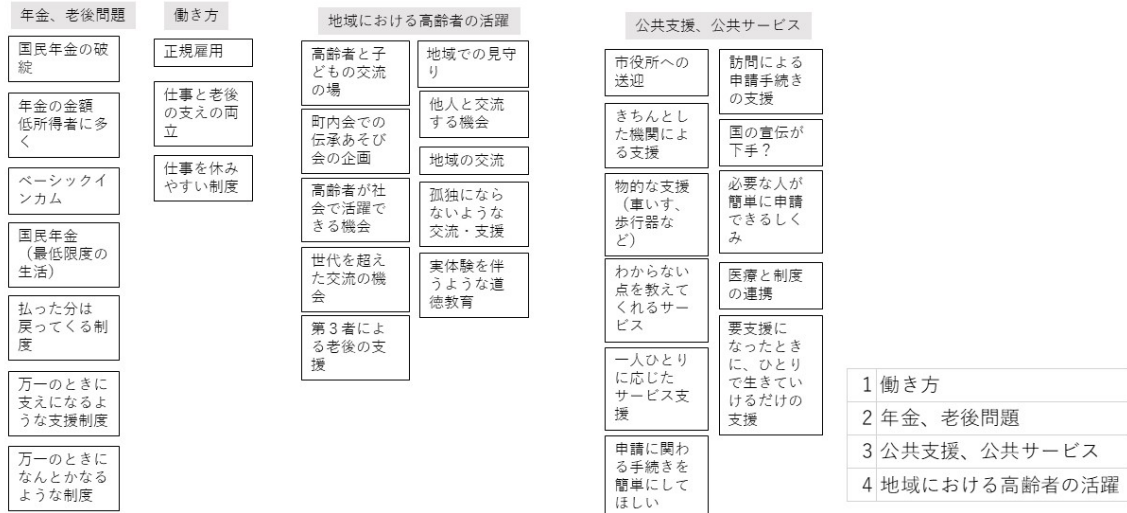 年金、老後問題
国民年金の破
綻
年金の金額
低所得者に多
く
ベーシックイ
ンカム
国民年金
（最低限度の
生活）
払った分は
戻ってくる制
度
万一のときに
支えになるよ
うな支援制度
万一のときに
なんとかなる
ような制度
働き方
正規雇用
仕事と老後
の支えの両
立
仕事を休み
やすい制度
地域における高齢者の活躍
高齢者と子
どもの交流
の場
町内会での
伝承あそび
会の企画
高齢者が社
会で活躍で
きる機会
世代を超え
た交流の機
会
第３者によ
る老後の支
援
地域での見守
り
他人と交流
する機会
地域の交流
孤独になら
ないような
交流・支援
実体験を伴
うような道
徳教育
公共支援、公共サービス
市役所への
送迎
きちんとし
た機関によ
る支援
物的な支援
（車いす、
歩行器な
ど）
わからない
点を教えて
くれるサー
ビス
一人ひとり
に応じた
サービス支
援
申請に関わ
る手続きを
簡単にして
ほしい
訪問による
申請手続き
の支援
国の宣伝が
下手？
必要な人が
簡単に申請
できるしく
み
医療と制度
の連携
要支援に
なったとき
に、ひとり
で生きてい
けるだけの
支援
1 働き方
2 年金、老後問題
3 公共支援、公共サービス
4 地域における高齢者の活躍